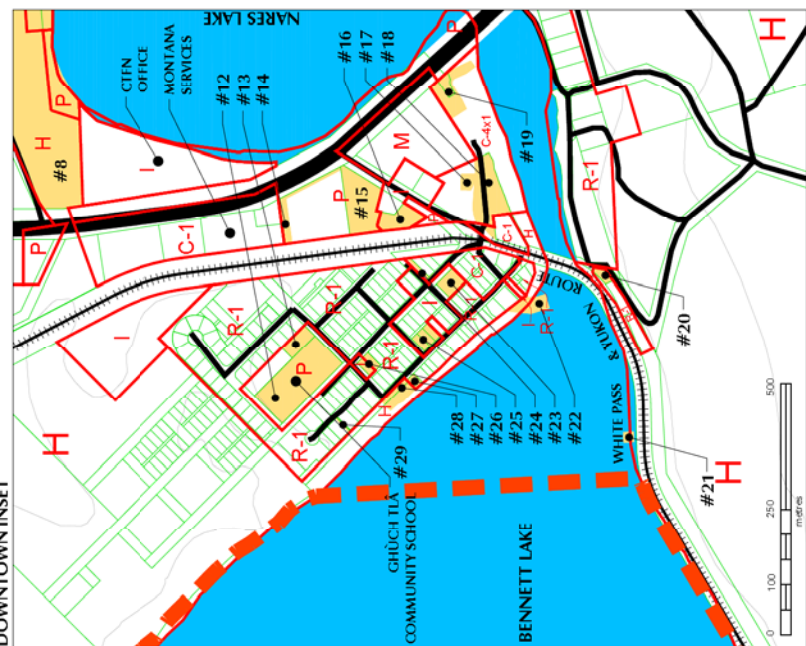 DOWNTOWN INSET
NARES LAKE
CTFN
OFFICE
MONTANA
SERVICES
#12
#13
#14
#16
#17
#18
H
P
#8
I
P
P
C-1
M
P
#15
I
P
C-4x1
#19
H
R-1
C-1
H
C-1
I
R-1
R-1
I
R-1
R-1
P
R-1
H
I
R-1
H
ROUTE
& YUKON
WHITE PASS
#20
#21
H
#22
#23
#24
#25
#26
#27
#28
#29
GHÙCH TLÂ
COMMUNITY SCHOOL
BENNETT LAKE
0
100
250
500
metres